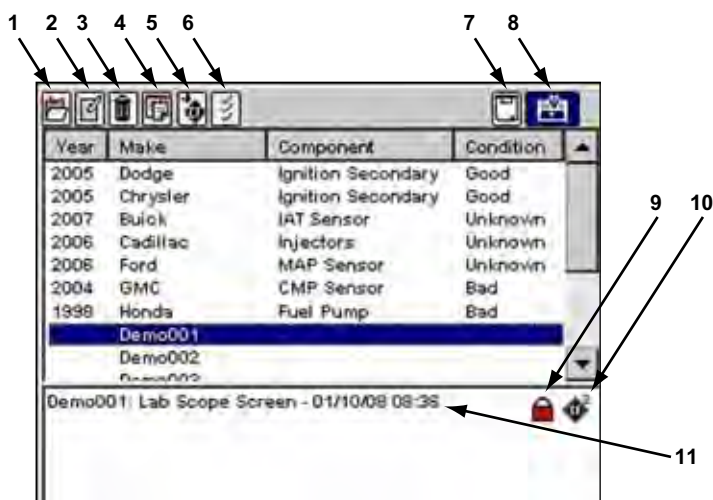 1 2 3 4 5 6 7 8
Year Make Component Condition
2005 Dodge Ignition Secondary Good
2005 Chrysler Ignition Secondary Good
2007 Buick IAT Sensor Unknown
2006 Cadillac Injectors Unknown
2006 Ford MAP Sensor Unknown
2004 GMC CMP Sensor Bad
1998 Honda Fuel Pump Bad
Demo001
Demo002
Demo003
9 10
Demo001: Lab Scope Screen - 01/10/08 08:36
11